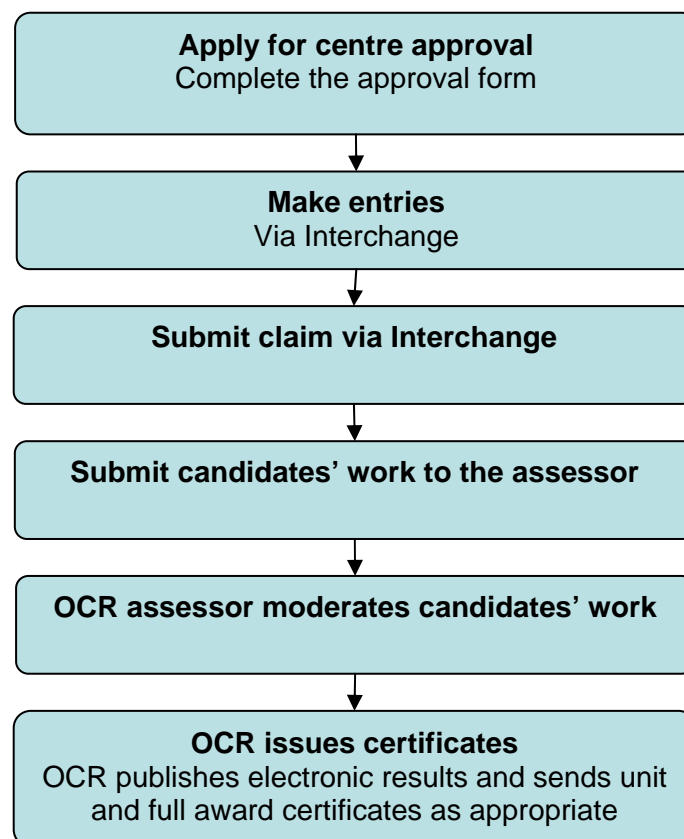 Apply for centre approval
Complete the approval form
Make entries
Via Interchange
Submit claim via Interchange
Submit candidates’ work to the assessor
OCR assessor moderates candidates’ work
OCR issues certificates
OCR publishes electronic results and sends unit
and full award certificates as appropriate